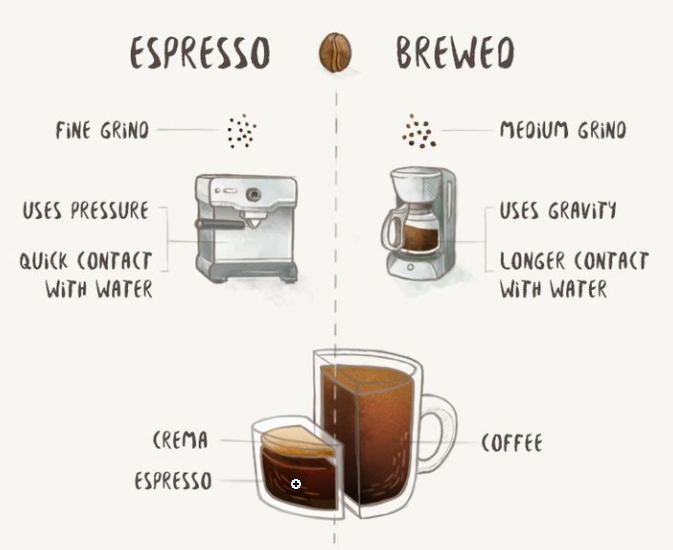 ESPRESSO
BREWED
FINE GRIND
MEDIUM GRIND
USES PRESSURE
USES GRAVITY
QUICK CONTACT
WITH WATER
LONGER CONTACT
WITH WATER
CREMA
COFFEE
ESPRESSO